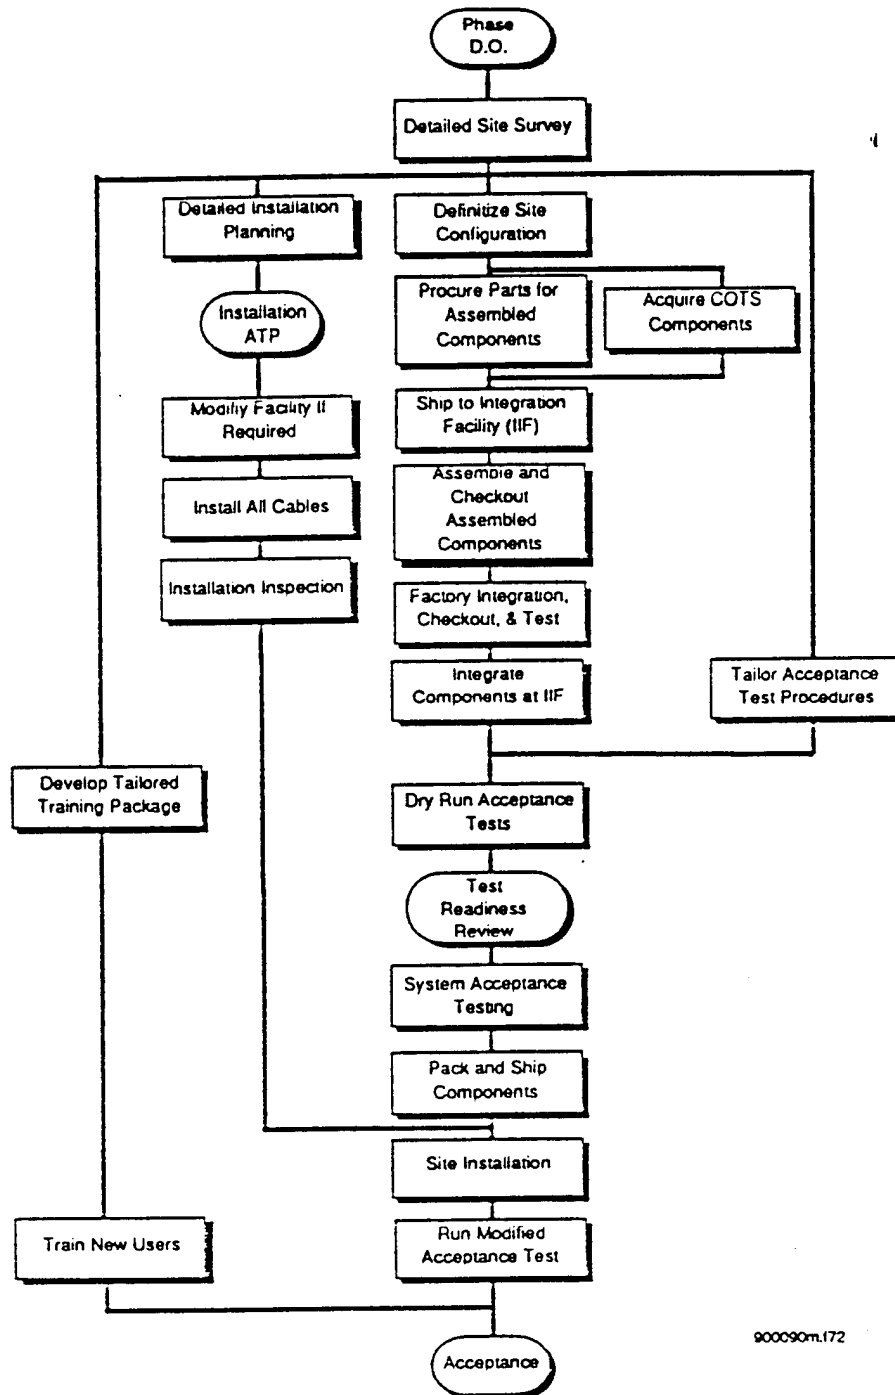 Phase
D.O.
Detailed Site Survey
Detailed Installation
Planning
Definitize Site
Configuration
Installation
ATP
Procure Parts for
Assembled
Components
Acquire COTS
Components
Modifiy Facility If
Required
Ship to Integration
Facility (IIF)
Install All Cables
Assemble and
Checkout
Assembled
Components
Installation Inspection
Factory Integration,
Checkout, & Test
Integrate
Components at IIF
Tailor Acceptance
Test Procedures
Develop Tailored
Training Package
Dry Run Acceptance
Tests
Test
Readiness
Review
System Acceptance
Testing
Pack and Ship
Components
Site Installation
Train New Users
Run Modified
Acceptance Test
Acceptance
900090m.172